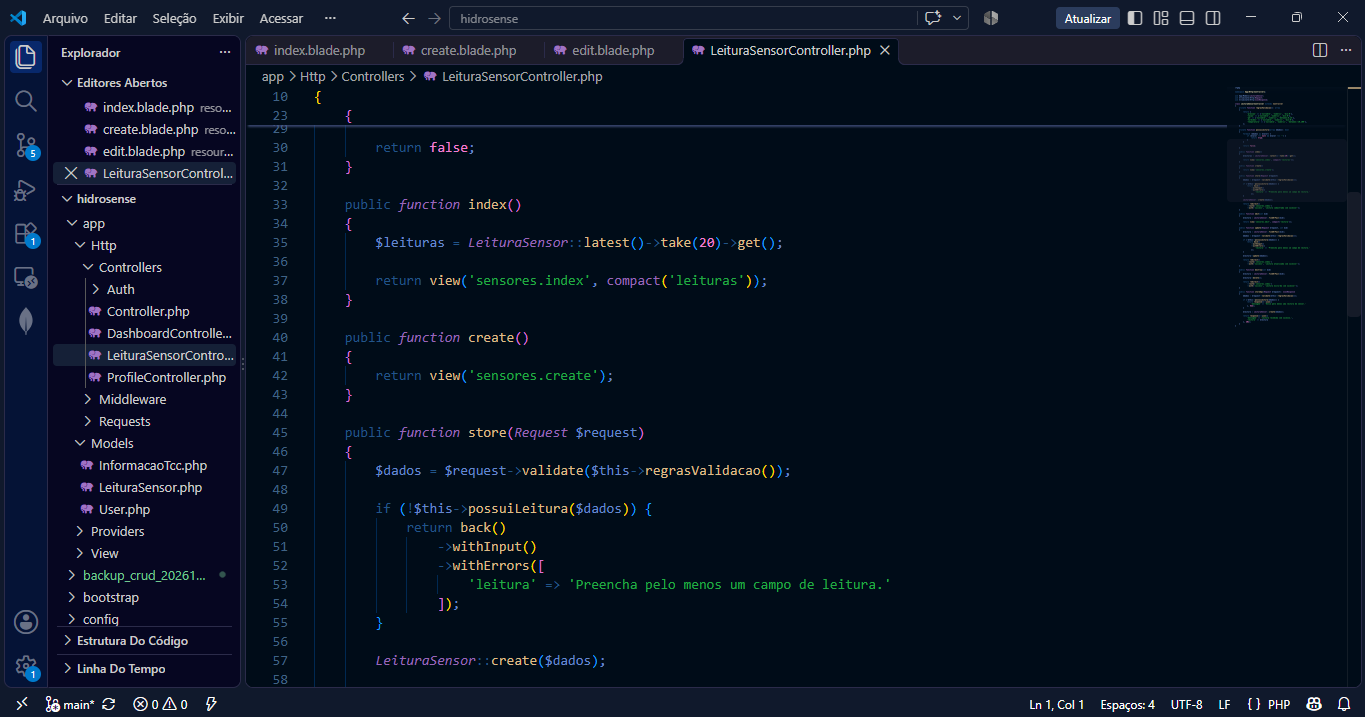 Arquivo Editar Seleção Exibir Acessar ··· hidrosense Atualizar
Explorador ···
Editores Abertos
index.blade.php reso...
create.blade.php reso...
edit.blade.php resour...
LeituraSensorControl...
hidrosense
app
Http
Controllers
Auth
Controller.php
DashboardControlle...
LeituraSensorContro...
ProfileController.php
Middleware
Requests
Models
InformacaoTcc.php
LeituraSensor.php
User.php
Providers
View
backup_crud_20261...
bootstrap
config
Estrutura Do Código
Linha Do Tempo
5
1
1
index.blade.php create.blade.php edit.blade.php LeituraSensorController.php
app > Http > Controllers > LeituraSensorController.php
10 {
23 {
29
30 return false;
31 }
32
33 public function index()
34 {
35 $leituras = LeituraSensor::latest()->take(20)->get();
36
37 return view('sensores.index', compact('leituras'));
38 }
39
40 public function create()
41 {
42 return view('sensores.create');
43 }
44
45 public function store(Request $request)
46 {
47 $dados = $request->validate($this->regrasValidacao());
48
49 if (!$this->possuiLeitura($dados)) {
50 return back()
51 ->withInput()
52 ->withErrors([
53 'leitura' => 'Preencha pelo menos um campo de leitura.'
54 ]);
55 }
56
57 LeituraSensor::create($dados);
58
main* 0 0 Ln 1, Col 1 Espaços: 4 UTF-8 LF { } PHP